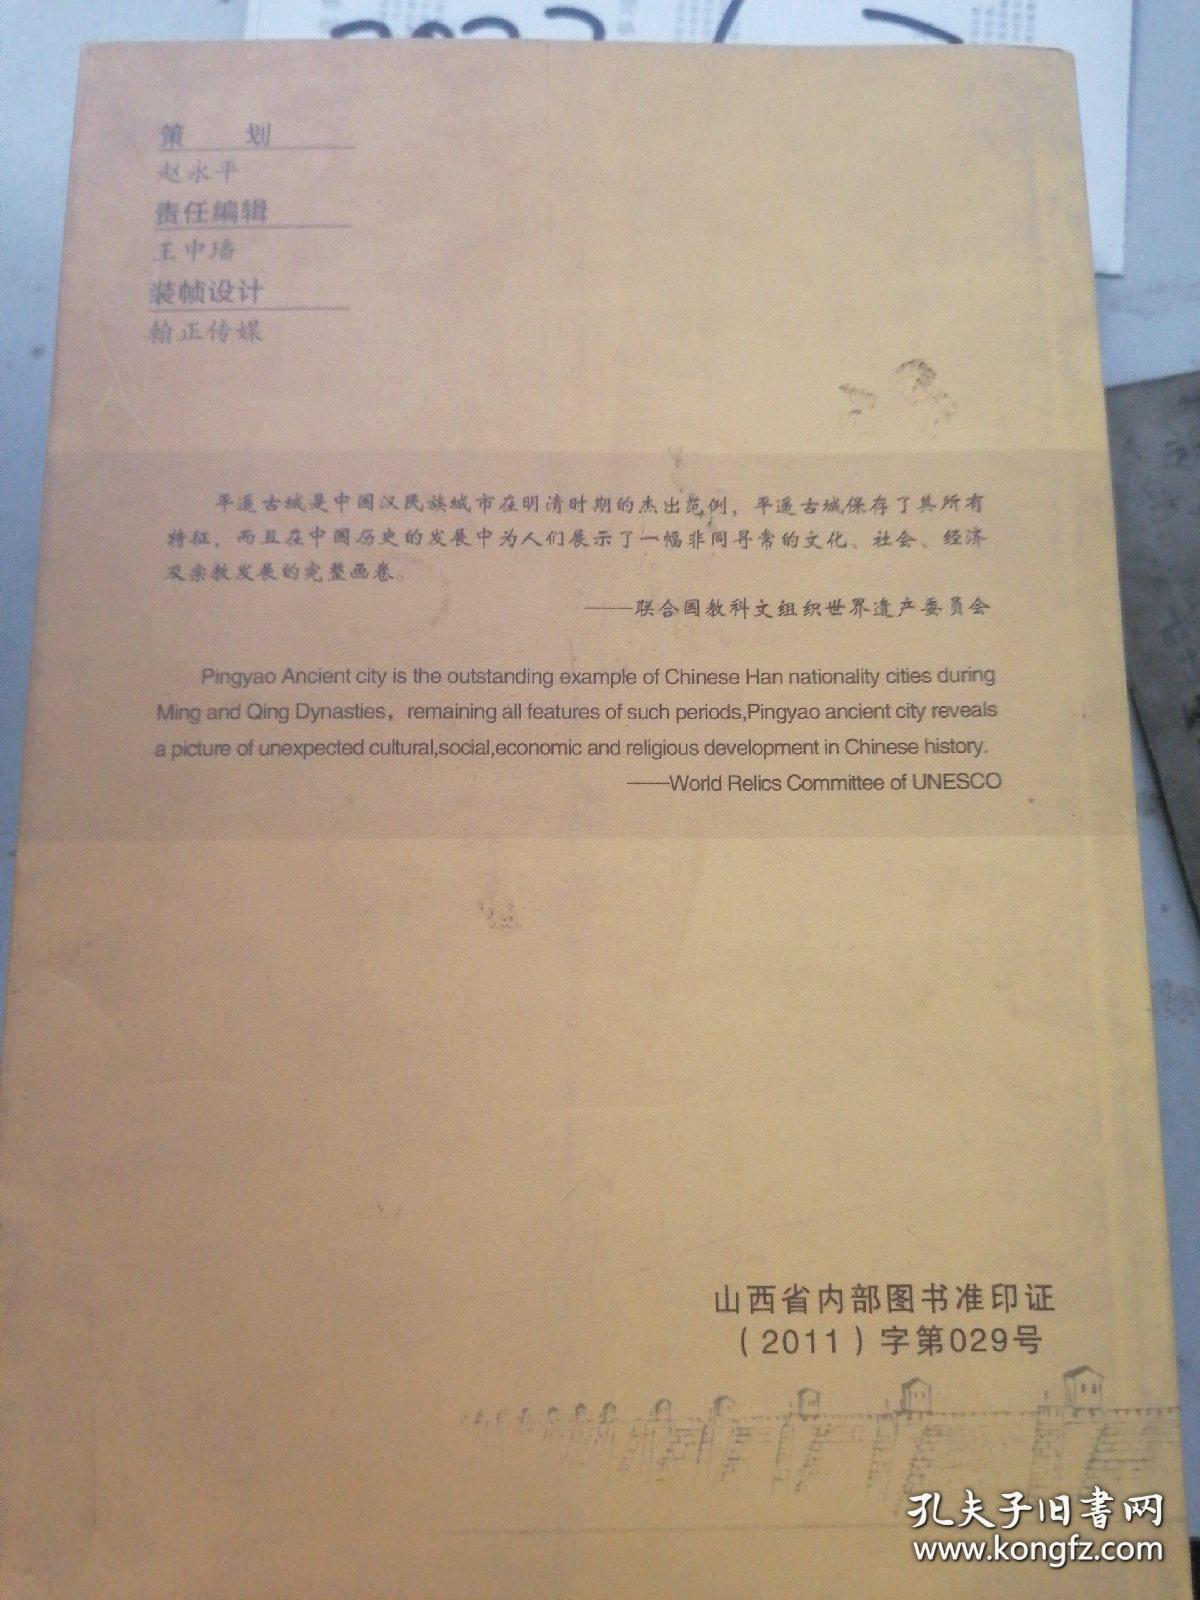 策 划
赵永平
责任编辑
王中璠
装帧设计
翰正传媒
平遥古城是中国汉民族城市在明清时期的杰出范例，平遥古城保存了其所有
特征，而且在中国历史的发展中为人们展示了一幅非同寻常的文化、社会、经济
及宗教发展的完整画卷。
——联合国教科文组织世界遗产委员会
Pingyao Ancient city is the outstanding example of Chinese Han nationality cities during
Ming and Qing Dynasties，remaining all features of such periods,Pingyao ancient city reveals
a picture of unexpected cultural,social,economic and religious development in Chinese history.
——World Relics Committee of UNESCO
山西省内部图书准印证
（2011）字第029号
孔夫子旧书网
www.kongfz.com